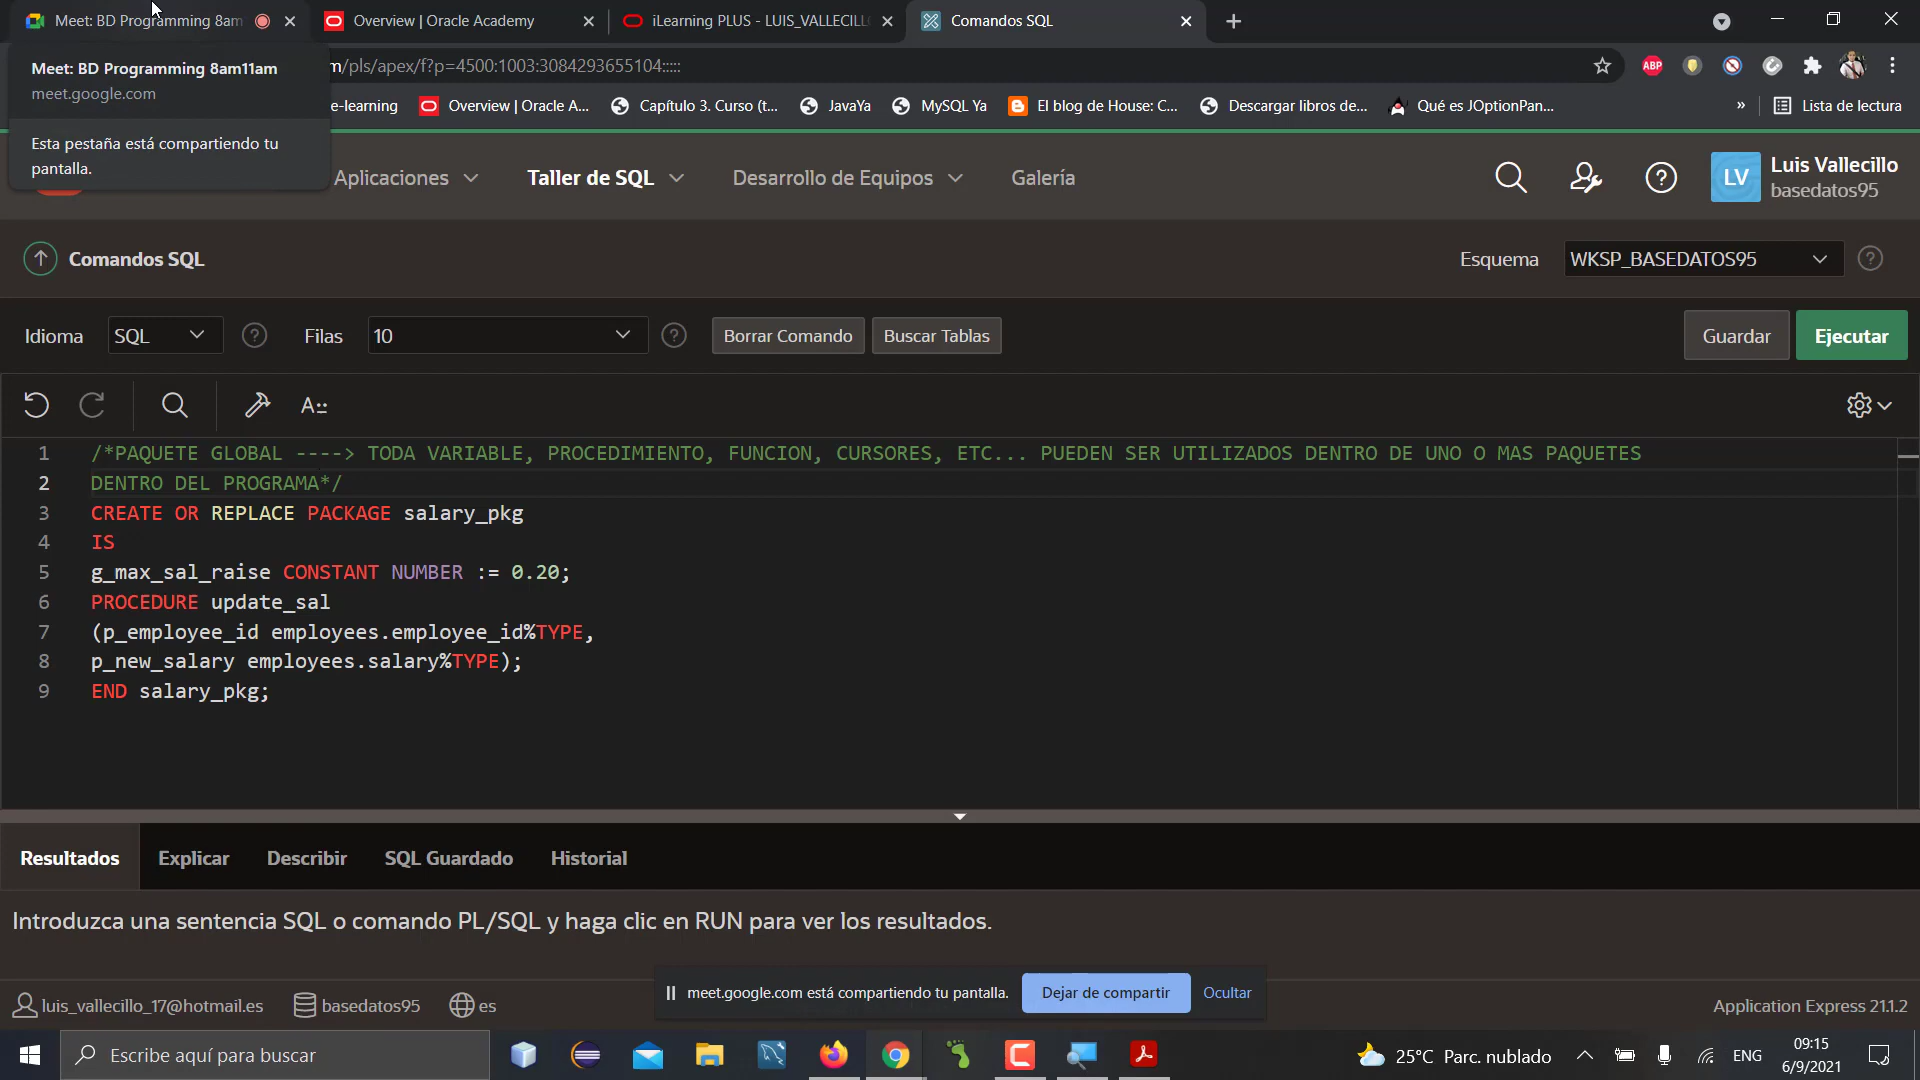 Meet: BD Programming 8am
Overview | Oracle Academy
iLearning PLUS - LUIS_VALLECILL
Comandos SQL
Meet: BD Programming 8am11am
meet.google.com
Esta pestaña está compartiendo tu
pantalla.
m/pls/apex/f?p=4500:1003:3084293655104:::::
ABP
e-learning
Overview | Oracle A...
Capítulo 3. Curso (t...
JavaYa
MySQL Ya
El blog de House: C...
Descargar libros de...
Qué es JOptionPan...
»
Lista de lectura
Aplicaciones
Taller de SQL
Desarrollo de Equipos
Galería
LV
Luis Vallecillo
basedatos95
Comandos SQL
Esquema
WKSP_BASEDATOS95
Idioma
SQL
Filas
10
Borrar Comando
Buscar Tablas
Guardar
Ejecutar
A::
1 /*PAQUETE GLOBAL ----> TODA VARIABLE, PROCEDIMIENTO, FUNCION, CURSORES, ETC... PUEDEN SER UTILIZADOS DENTRO DE UNO O MAS PAQUETES
2 DENTRO DEL PROGRAMA*/
3 CREATE OR REPLACE PACKAGE salary_pkg
4 IS
5 g_max_sal_raise CONSTANT NUMBER := 0.20;
6 PROCEDURE update_sal
7 (p_employee_id employees.employee_id%TYPE,
8 p_new_salary employees.salary%TYPE);
9 END salary_pkg;
Resultados
Explicar
Describir
SQL Guardado
Historial
Introduzca una sentencia SQL o comando PL/SQL y haga clic en RUN para ver los resultados.
meet.google.com está compartiendo tu pantalla.
Dejar de compartir
Ocultar
luis_vallecillo_17@hotmail.es
basedatos95
es
Application Express 21.1.2
Escribe aquí para buscar
25°C Parc. nublado
ENG
09:15
6/9/2021